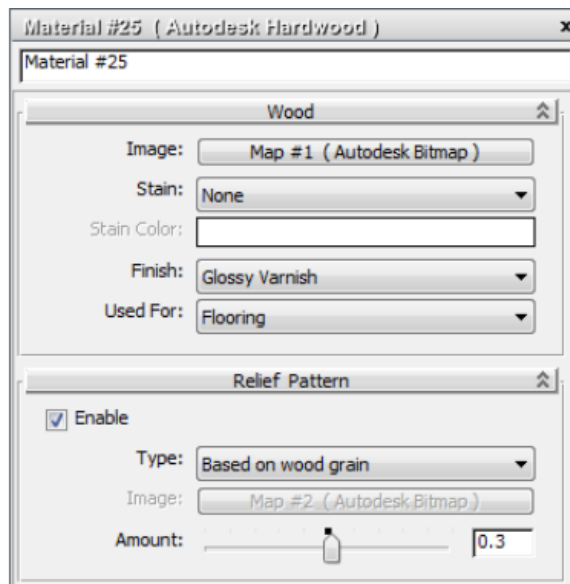 Material #25 ( Autodesk Hardwood ) x
Material #25
Wood
Image: Map #1 ( Autodesk Bitmap )
Stain: None
Stain Color:
Finish: Glossy Varnish
Used For: Flooring
Relief Pattern
Enable
Type: Based on wood grain
Image: Map #2 ( Autodesk Bitmap )
Amount: 0.3